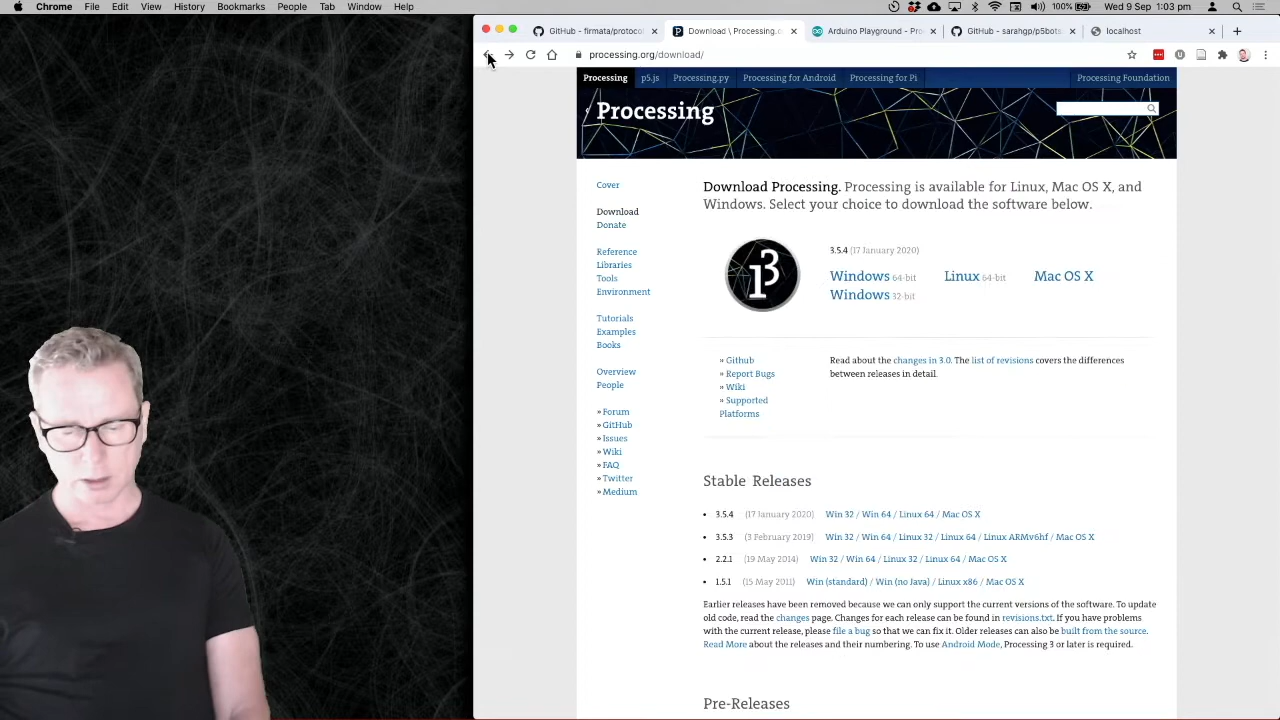 Chrome File Edit View History Bookmarks People Tab Window Help
Wed 1:03:09 pm
GitHub - firmata/protoco
Download \ Processing.o
Arduino Playground - Pro
GitHub - sarahgp/p5bots
localhost
processing.org/download/
Processing p5.js Processing.py Processing for Android Processing for Pi Processing Foundation
Processing
Cover
Download
Donate
Reference
Libraries
Tools
Environment
Tutorials
Examples
Books
Overview
People
» Forum
» GitHub
» Issues
» Wiki
» FAQ
» Twitter
» Medium
Download Processing. Processing is available for Linux, Mac OS X, and
Windows. Select your choice to download the software below.
3.5.4 (17 January 2020)
Windows 64-bit Linux 64-bit Mac OS X
Windows 32-bit
» Github
» Report Bugs
» Wiki
» Supported
Platforms
Read about the changes in 3.0. The list of revisions covers the differences
between releases in detail.
Stable Releases
• 3.5.4 (17 January 2020) Win 32 / Win 64 / Linux 64 / Mac OS X
• 3.5.3 (3 February 2019) Win 32 / Win 64 / Linux 32 / Linux 64 / Linux ARMv6hf / Mac OS X
• 2.2.1 (19 May 2014) Win 32 / Win 64 / Linux 32 / Linux 64 / Mac OS X
• 1.5.1 (15 May 2011) Win (standard) / Win (no Java) / Linux x86 / Mac OS X
Earlier releases have been removed because we can only support the current versions of the software. To update
old code, read the changes page. Changes for each release can be found in revisions.txt. If you have problems
with the current release, please file a bug so that we can fix it. Older releases can also be built from the source.
Read More about the releases and their numbering. To use Android Mode, Processing 3 or later is required.
Pre-Releases